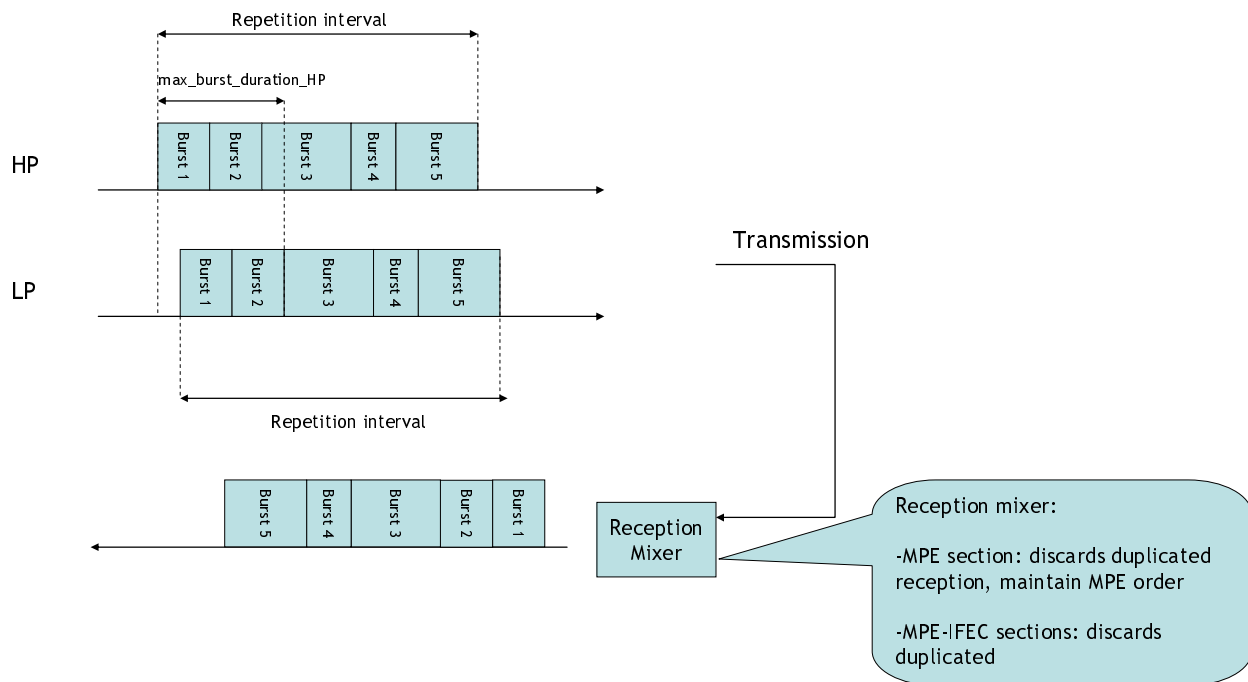 Repetition interval
max_burst_duration_HP
HP
Burst 1
Burst 2
Burst 3
Burst 4
Burst 5
LP
Burst 1
Burst 2
Burst 3
Burst 4
Burst 5
Transmission
Repetition interval
Burst 5
Burst 4
Burst 3
Burst 2
Burst 1
Reception
Mixer
Reception mixer:
-MPE section: discards duplicated
reception, maintain MPE order
-MPE-IFEC sections: discards
duplicated